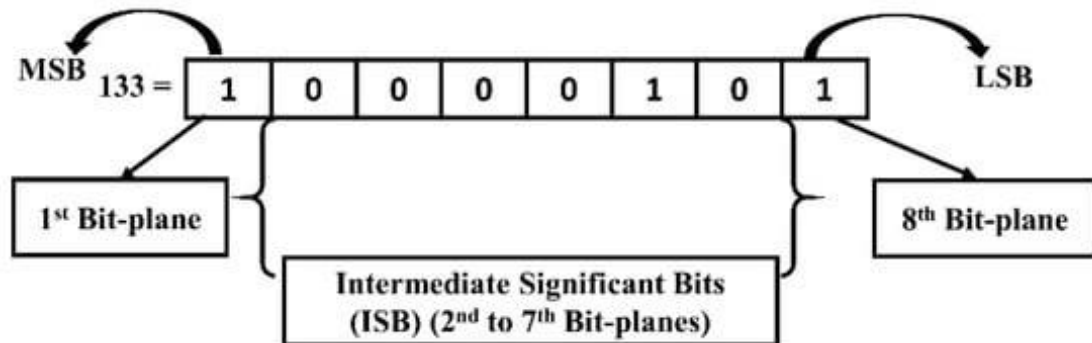 MSB
133 = 1 0 0 0 0 1 0 1
LSB
1st Bit-plane
8th Bit-plane
Intermediate Significant Bits
(ISB) (2nd to 7th Bit-planes)